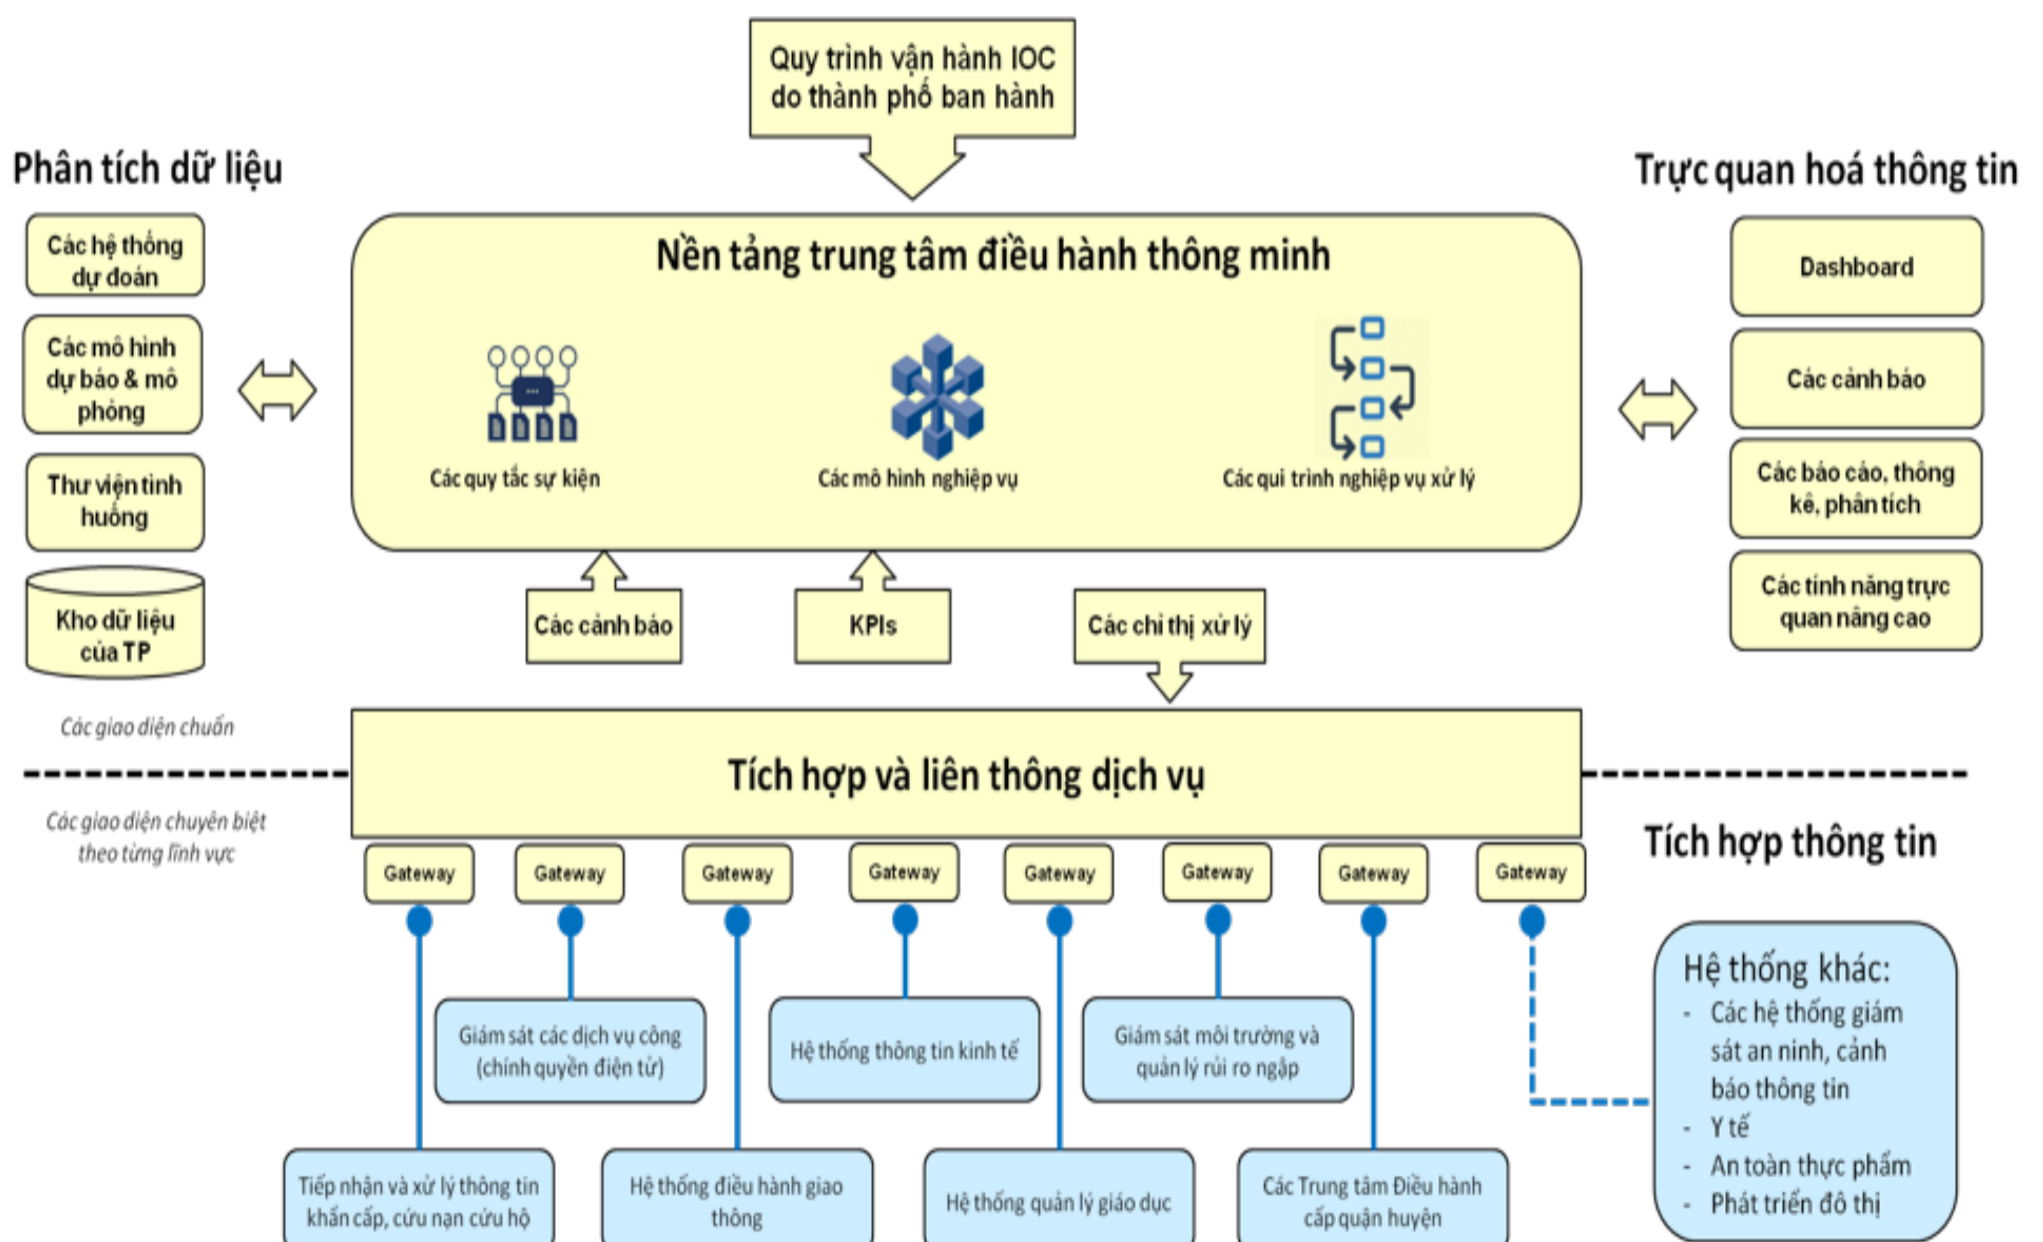 Quy trình vận hành IOC
do thành phố ban hành
Phân tích dữ liệu
Trực quan hoá thông tin
Các hệ thống
dự đoán
Các mô hình
dự báo & mô
phỏng
Thư viện tình
huống
Kho dữ liệu
của TP
Nền tảng trung tâm điều hành thông minh
Các quy tắc sự kiện
Các mô hình nghiệp vụ
Các qui trình nghiệp vụ xử lý
Dashboard
Các cảnh báo
Các báo cáo, thông
kê, phân tích
Các tính năng trực
quan nâng cao
Các cảnh báo
KPIs
Các chỉ thị xử lý
Các giao diện chuẩn
Tích hợp và liên thông dịch vụ
Các giao diện chuyên biệt
theo từng lĩnh vực
Tích hợp thông tin
Gateway
Gateway
Gateway
Gateway
Gateway
Gateway
Gateway
Gateway
Giám sát các dịch vụ công
(chính quyền điện tử)
Hệ thống thông tin kinh tế
Giám sát môi trường và
quản lý rủi ro ngập
Tiếp nhận và xử lý thông tin
khẩn cấp, cứu nạn cứu hộ
Hệ thống điều hành giao
thông
Hệ thống quản lý giáo dục
Các Trung tâm Điều hành
cấp quận huyện
Hệ thống khác:
- Các hệ thống giám
sát an ninh, cảnh
báo thông tin
- Y tế
- An toàn thực phẩm
- Phát triển đô thị